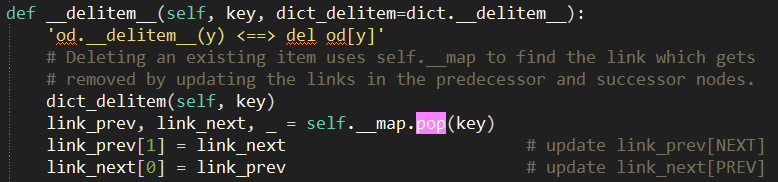 def __delitem__(self, key, dict_delitem=dict.__delitem__):
'od.__delitem__(y) <==> del od[y]'
# Deleting an existing item uses self.__map to find the link which gets
# removed by updating the links in the predecessor and successor nodes.
dict_delitem(self, key)
link_prev, link_next, _ = self.__map.pop(key)
link_prev[1] = link_next # update link_prev[NEXT]
link_next[0] = link_prev # update link_next[PREV]